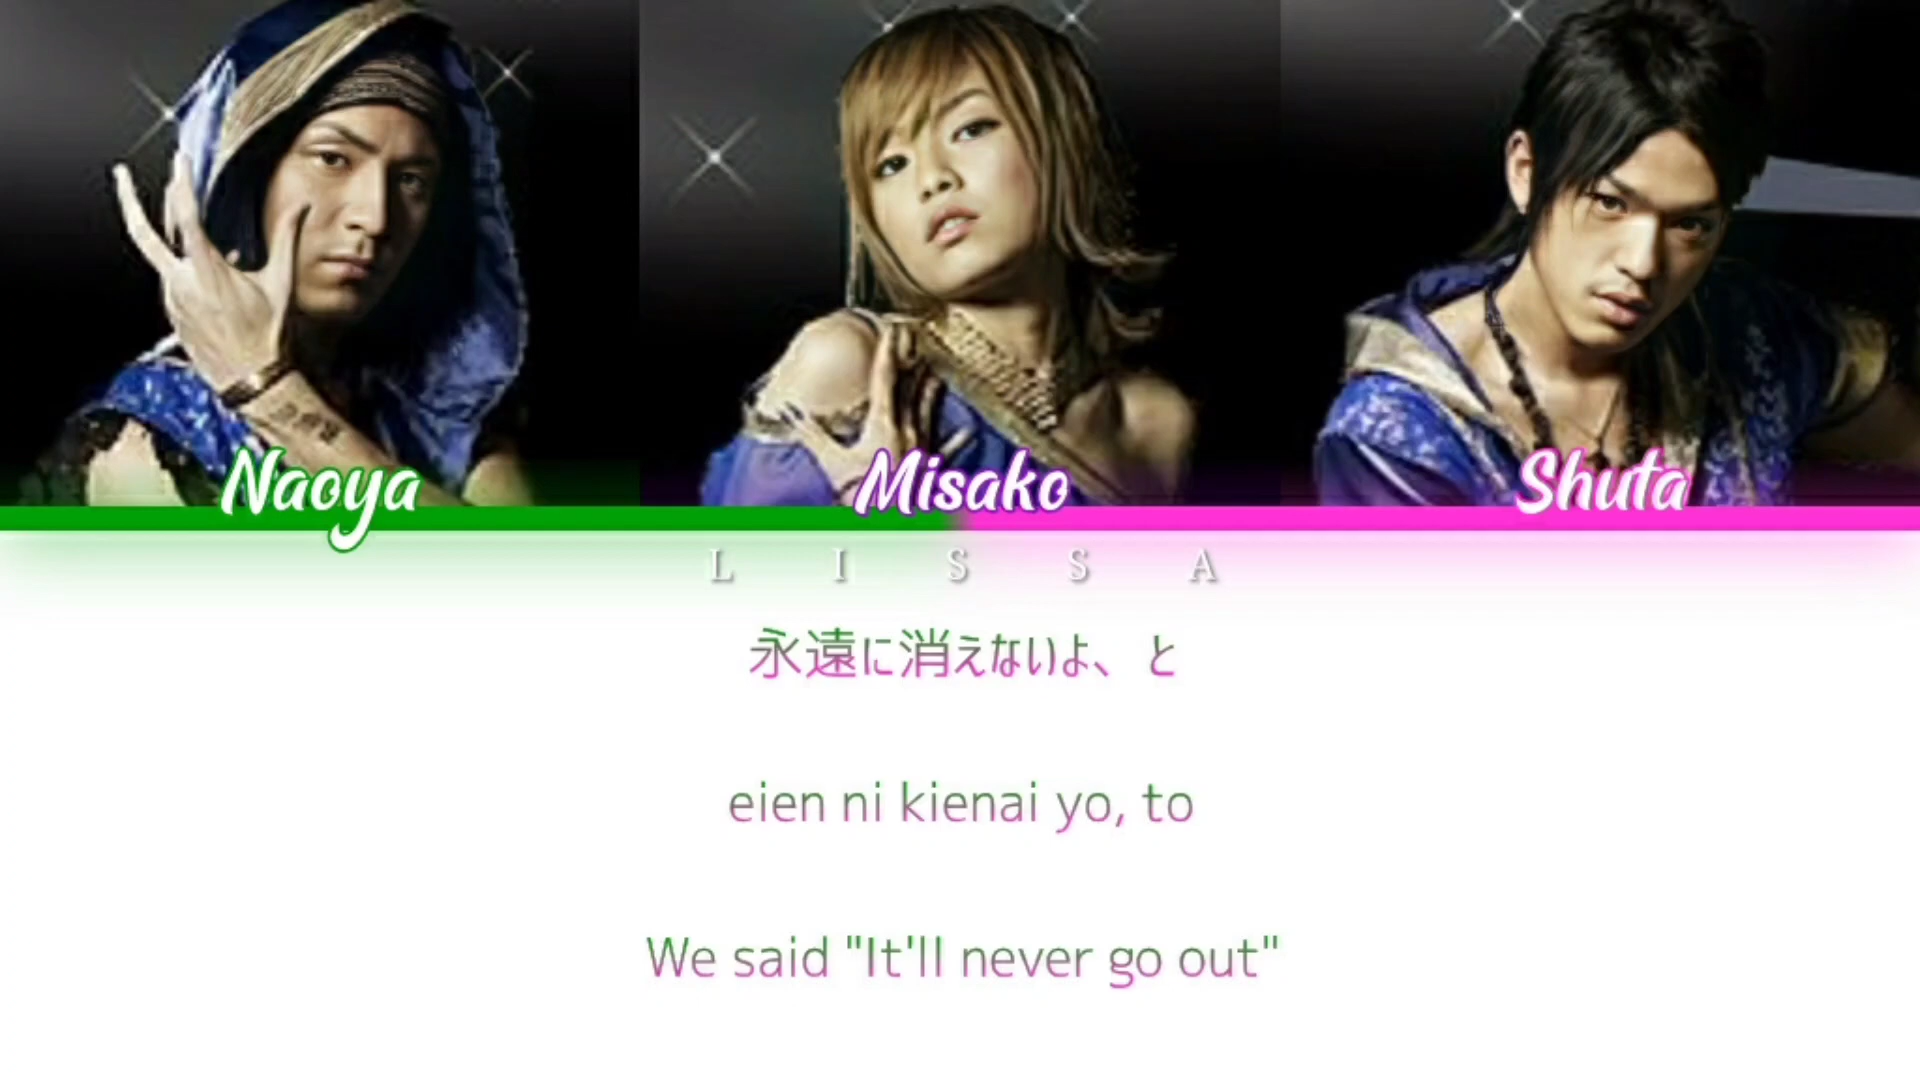 Naoya Misako Shuta
L I S S A
永遠に消えないよ、と
eien ni kienai yo, to
We said "It'll never go out"